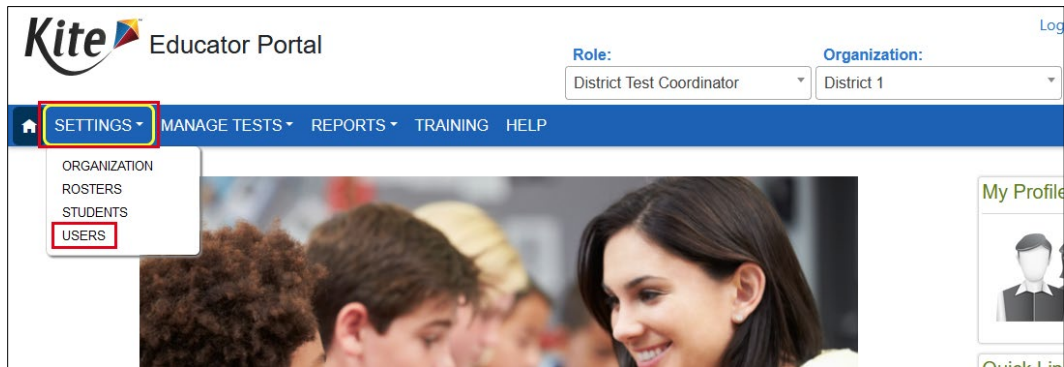 Kite Educator Portal
Log
Role: Organization:
District Test Coordinator District 1
SETTINGS MANAGE TESTS REPORTS TRAINING HELP
ORGANIZATION
ROSTERS
STUDENTS
USERS
My Profile